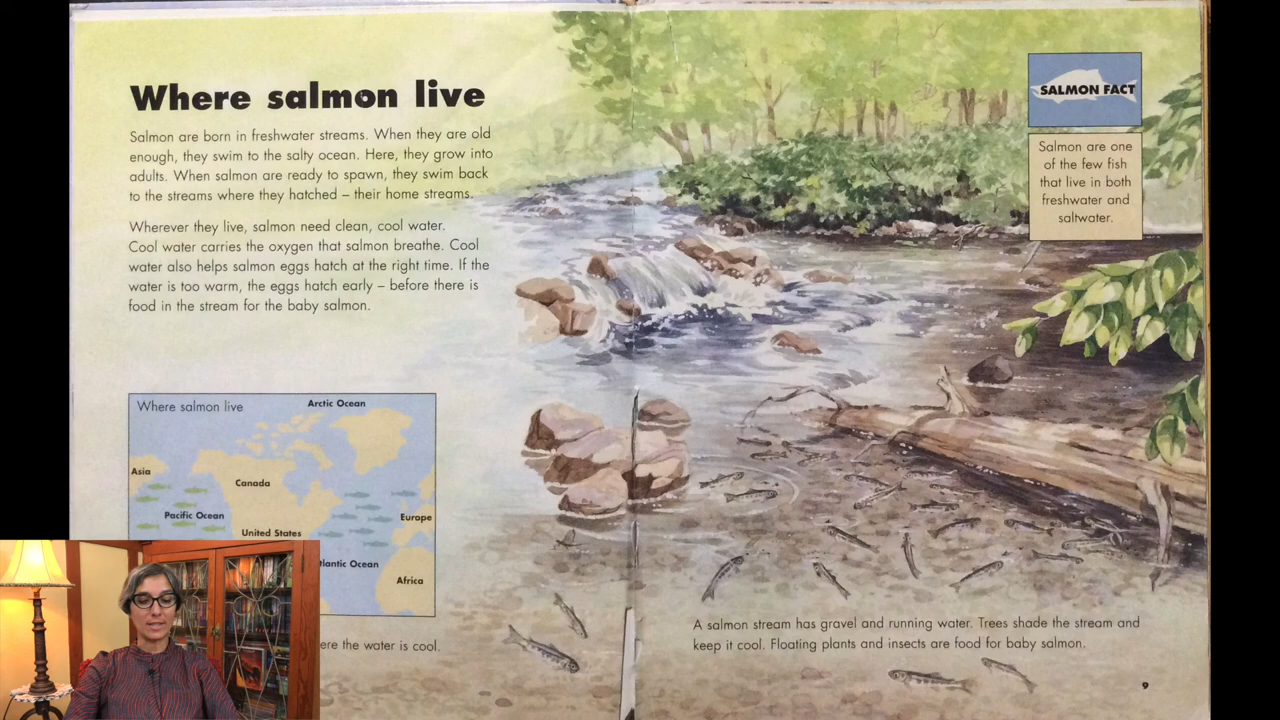 Where salmon live
Salmon are born in freshwater streams. When they are old
enough, they swim to the salty ocean. Here, they grow into
adults. When salmon are ready to spawn, they swim back
to the streams where they hatched – their home streams.
Wherever they live, salmon need clean, cool water.
Cool water carries the oxygen that salmon breathe. Cool
water also helps salmon eggs hatch at the right time. If the
water is too warm, the eggs hatch early – before there is
food in the stream for the baby salmon.
Where salmon live
Arctic Ocean
Asia
Canada
Pacific Ocean
Europe
United States
tlantic Ocean
Africa
ere the water is cool.
SALMON FACT
Salmon are one
of the few fish
that live in both
freshwater and
saltwater.
A salmon stream has gravel and running water. Trees shade the stream and
keep it cool. Floating plants and insects are food for baby salmon.
9